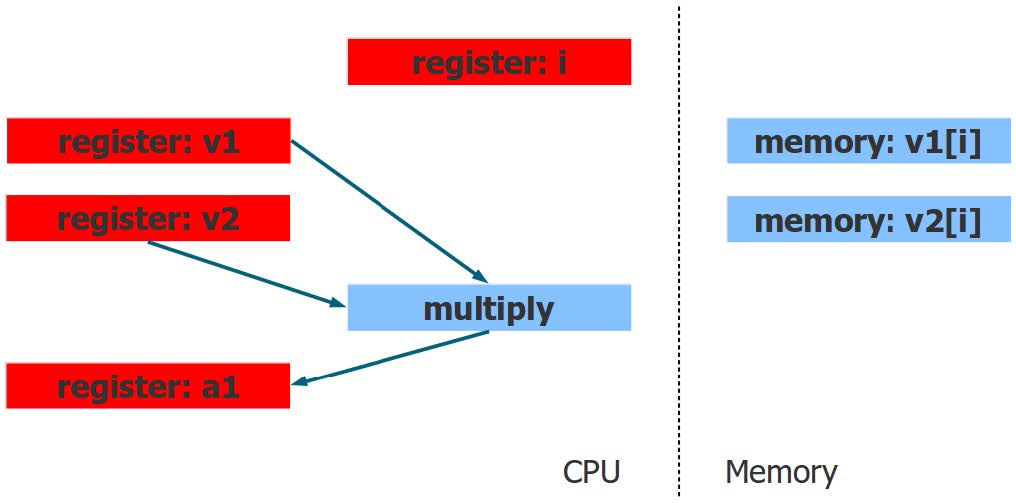 register: i
register: v1
memory: v1[i]
register: v2
memory: v2[i]
multiply
register: a1
CPU
Memory